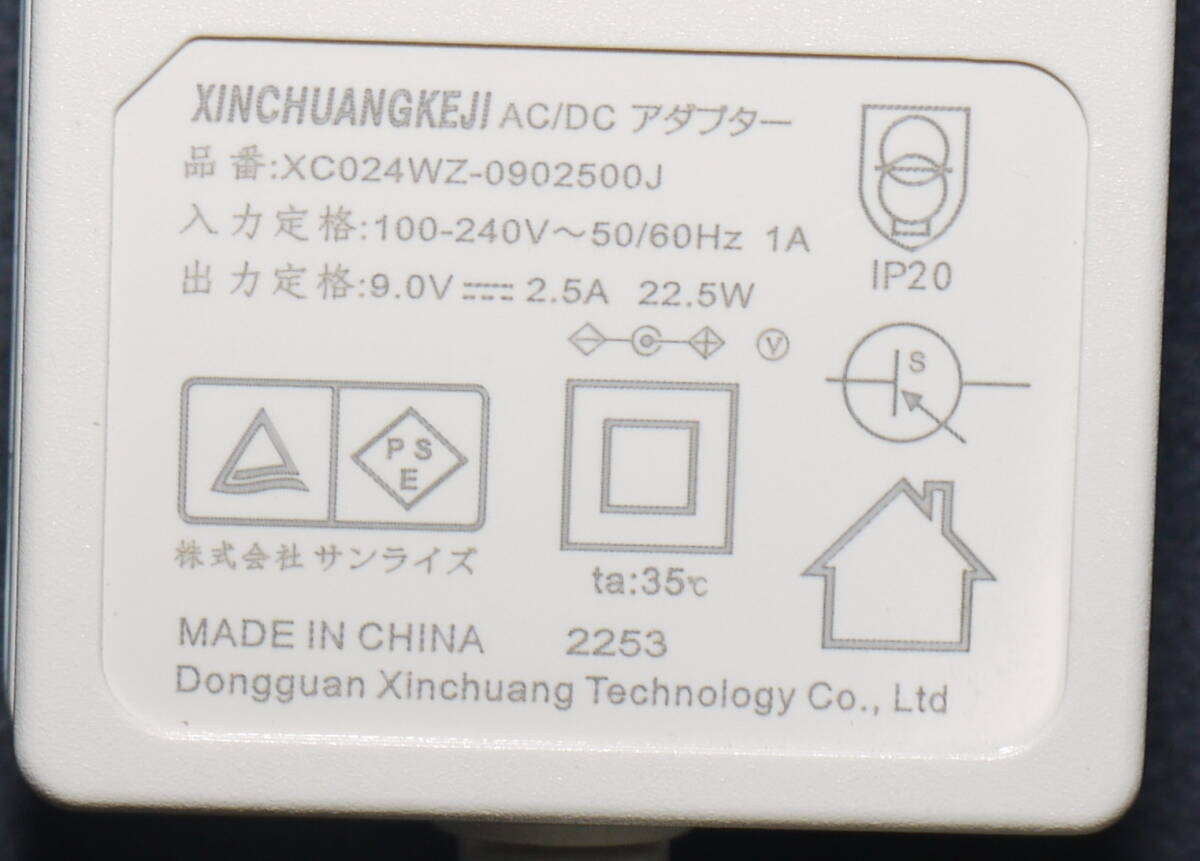 XINCHUANGKEJI AC/DC アダプター
品番:XC024WZ-0902500J
入力定格:100-240V～50/60Hz 1A
出力定格:9.0V⎓2.5A 22.5W
IP20
V
S
PS
E
株式会社サンライズ
ta:35℃
MADE IN CHINA 2253
Dongguan Xinchuang Technology Co., Ltd